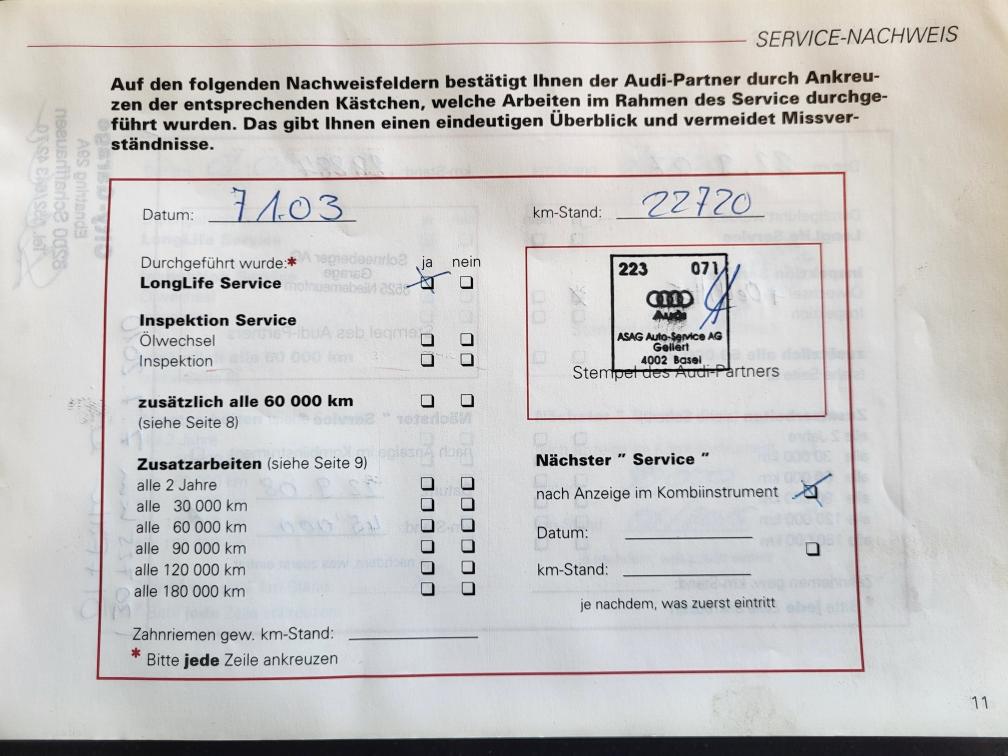 SERVICE-NACHWEIS
Auf den folgenden Nachweisfeldern bestätigt Ihnen der Audi-Partner durch Ankreu-
zen der entsprechenden Kästchen, welche Arbeiten im Rahmen des Service durchge-
führt wurden. Das gibt Ihnen einen eindeutigen Überblick und vermeidet Missver-
ständnisse.
Datum: 7.1.03
km-Stand: 22720
Durchgeführt wurde:* ja nein
LongLife Service
Inspektion Service
Ölwechsel
Inspektion
zusätzlich alle 60 000 km
(siehe Seite 8)
Zusatzarbeiten (siehe Seite 9)
alle 2 Jahre
alle 30 000 km
alle 60 000 km
alle 90 000 km
alle 120 000 km
alle 180 000 km
Zahnriemen gew. km-Stand:
* Bitte jede Zeile ankreuzen
223 071
Audi
ASAG Auto-Service AG
Gellert
4002 Basel
Stempel des Audi-Partners
Nächster " Service "
nach Anzeige im Kombiinstrument
Datum:
km-Stand:
je nachdem, was zuerst eintritt
11